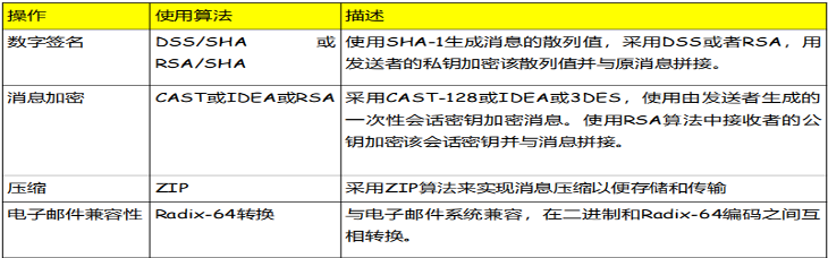 操作 使用算法 描述
数字签名 DSS/SHA 或 使用SHA-1生成消息的散列值，采用DSS或者RSA，用
RSA/SHA 发送者的私钥加密该散列值并与原消息拼接。
消息加密 CAST或IDEA或RSA 采用CAST-128或IDEA或3DES，使用由发送者生成的
一次性会话密钥加密消息。使用RSA算法中接收者的公
钥加密该会话密钥并与消息拼接。
压缩 ZIP 采用ZIP算法来实现消息压缩以便存储和传输
电子邮件兼容性 Radix-64转换 与电子邮件系统兼容，在二进制和Radix-64编码之间互
相转换。